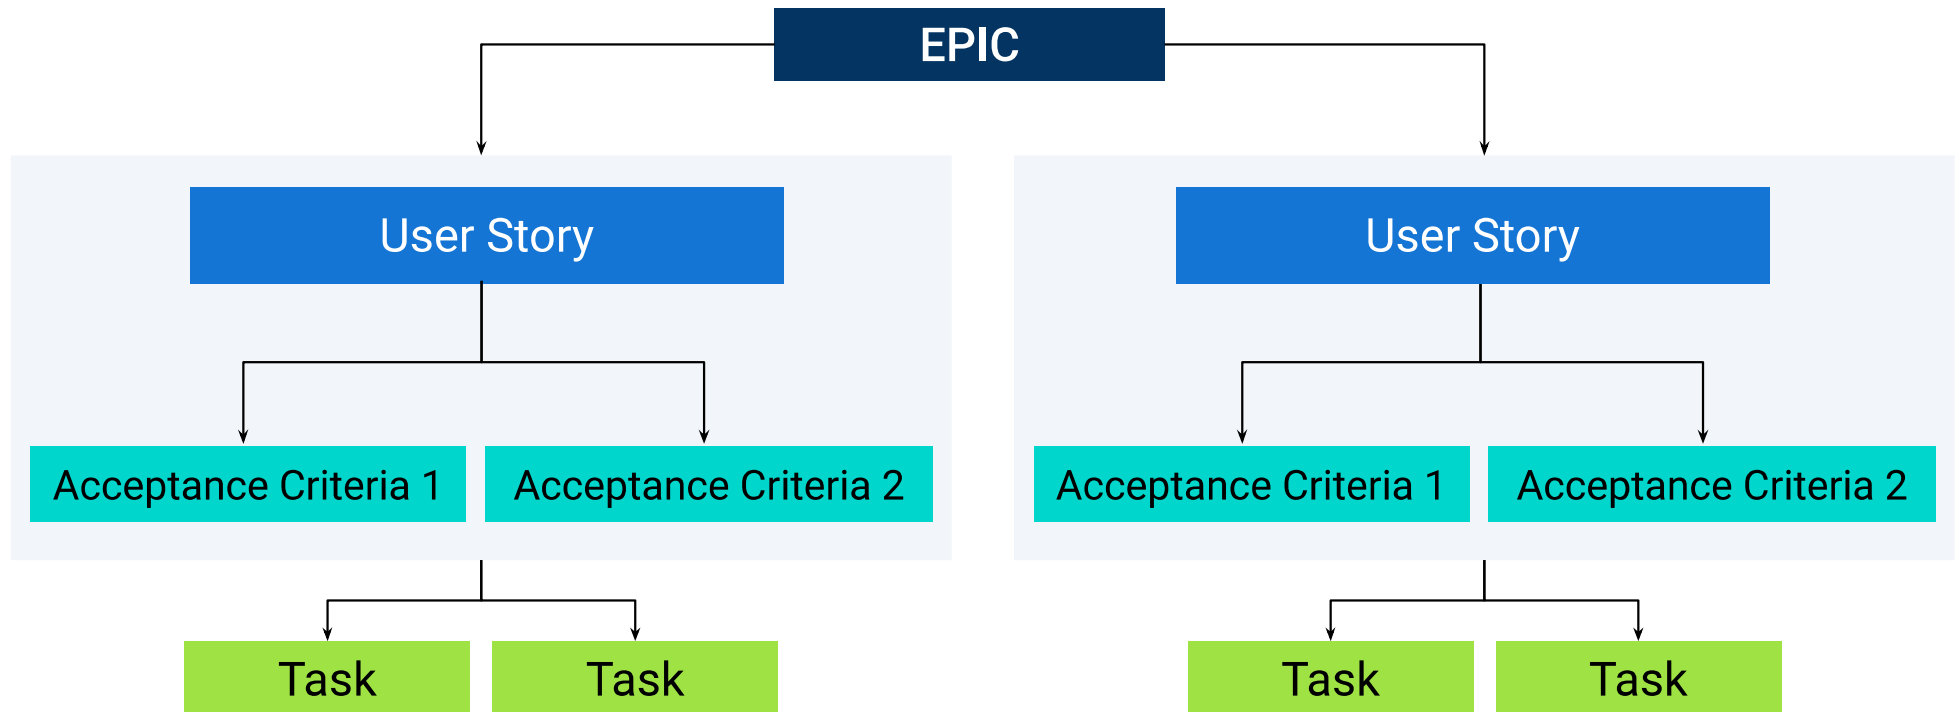 EPIC
User Story
User Story
Acceptance Criteria 1
Acceptance Criteria 2
Acceptance Criteria 1
Acceptance Criteria 2
Task
Task
Task
Task